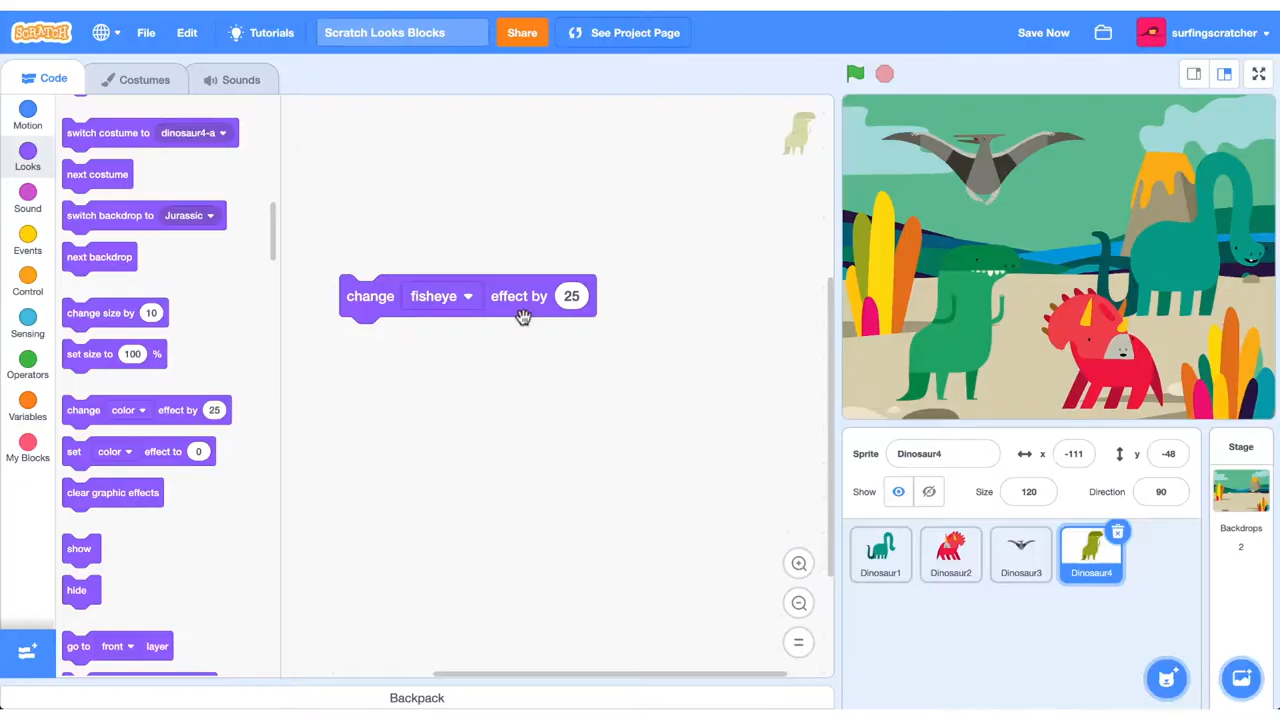 SCRATCH File Edit Tutorials Scratch Looks Blocks Share See Project Page Save Now surfingscratcher
Code Costumes Sounds
Motion
Looks
Sound
Events
Control
Sensing
Operators
Variables
My Blocks
switch costume to dinosaur4-a
next costume
switch backdrop to Jurassic
next backdrop
change size by 10
set size to 100 %
change color effect by 25
set color effect to 0
clear graphic effects
show
hide
go to front layer
change fisheye effect by 25
Sprite Dinosaur4 x -111 y -48
Show Size 120 Direction 90
Dinosaur1 Dinosaur2 Dinosaur3 Dinosaur4
Stage
Backdrops
2
Backpack